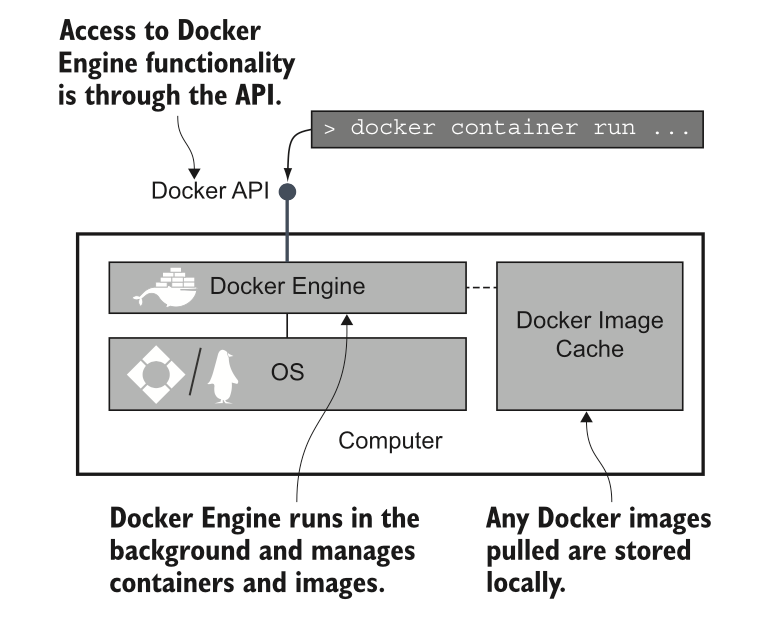 Access to Docker
Engine functionality
is through the API.
> docker container run ...
Docker API
Docker Engine
Docker Image
Cache
OS
Computer
Docker Engine runs in the
background and manages
containers and images.
Any Docker images
pulled are stored
locally.